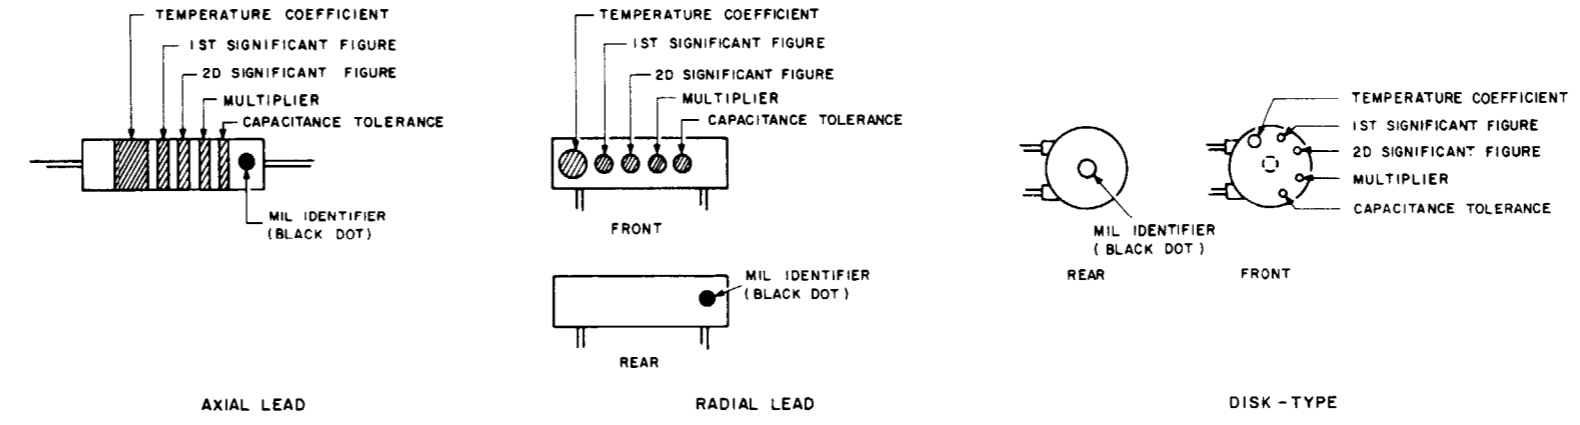 TEMPERATURE COEFFICIENT
1ST SIGNIFICANT FIGURE
2D SIGNIFICANT FIGURE
MULTIPLIER
CAPACITANCE TOLERANCE
MIL IDENTIFIER
(BLACK DOT)
AXIAL LEAD
TEMPERATURE COEFFICIENT
1ST SIGNIFICANT FIGURE
2D SIGNIFICANT FIGURE
MULTIPLIER
CAPACITANCE TOLERANCE
FRONT
MIL IDENTIFIER
(BLACK DOT)
REAR
RADIAL LEAD
MIL IDENTIFIER
(BLACK DOT)
REAR
TEMPERATURE COEFFICIENT
1ST SIGNIFICANT FIGURE
2D SIGNIFICANT FIGURE
MULTIPLIER
CAPACITANCE TOLERANCE
FRONT
DISK-TYPE